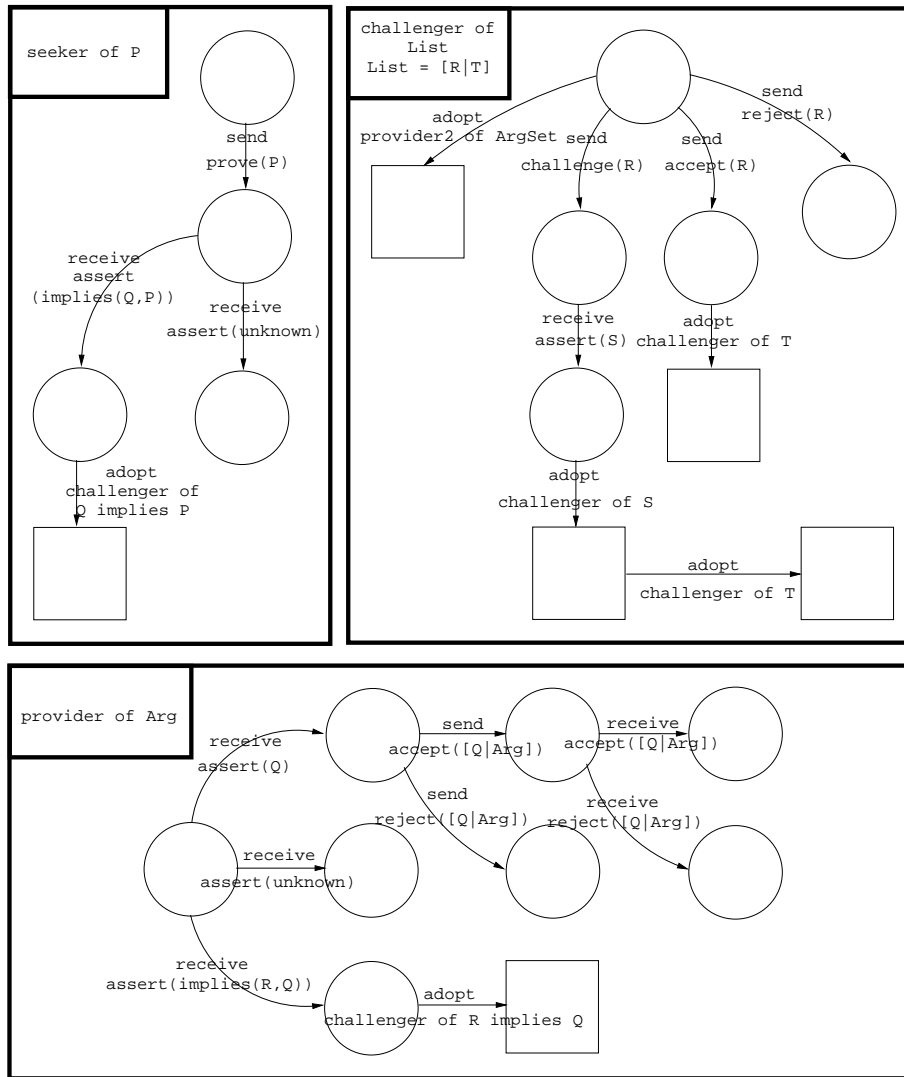 seeker of P
send
prove(P)
receive
assert
(implies(Q,P))
receive
assert(unknown)
adopt
challenger of
Q implies P
challenger of
List
List = [R|T]
adopt
provider2 of ArgSet
send
challenge(R)
send
accept(R)
send
reject(R)
receive
assert(S)
adopt
challenger of T
adopt
challenger of S
adopt
challenger of T
provider of Arg
receive
assert(Q)
send
accept([Q|Arg])
receive
accept([Q|Arg])
send
reject([Q|Arg])
receive
reject([Q|Arg])
receive
assert(unknown)
receive
assert(implies(R,Q))
adopt
challenger of R implies Q